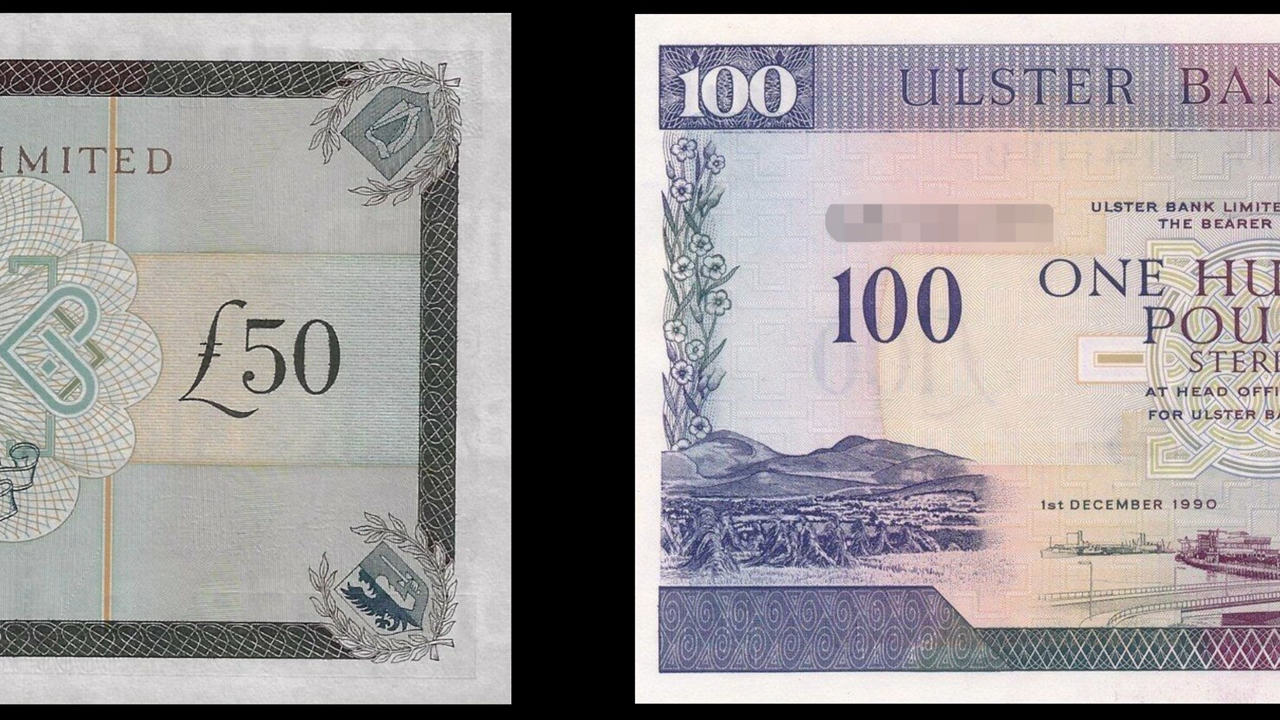 IMITED
£50
100
ULSTER BAN
ULSTER BANK LIMITE
THE BEARER
100
ONE HU
POU
STER
AT HEAD OFFI
FOR ULSTER BA
1st DECEMBER 1990